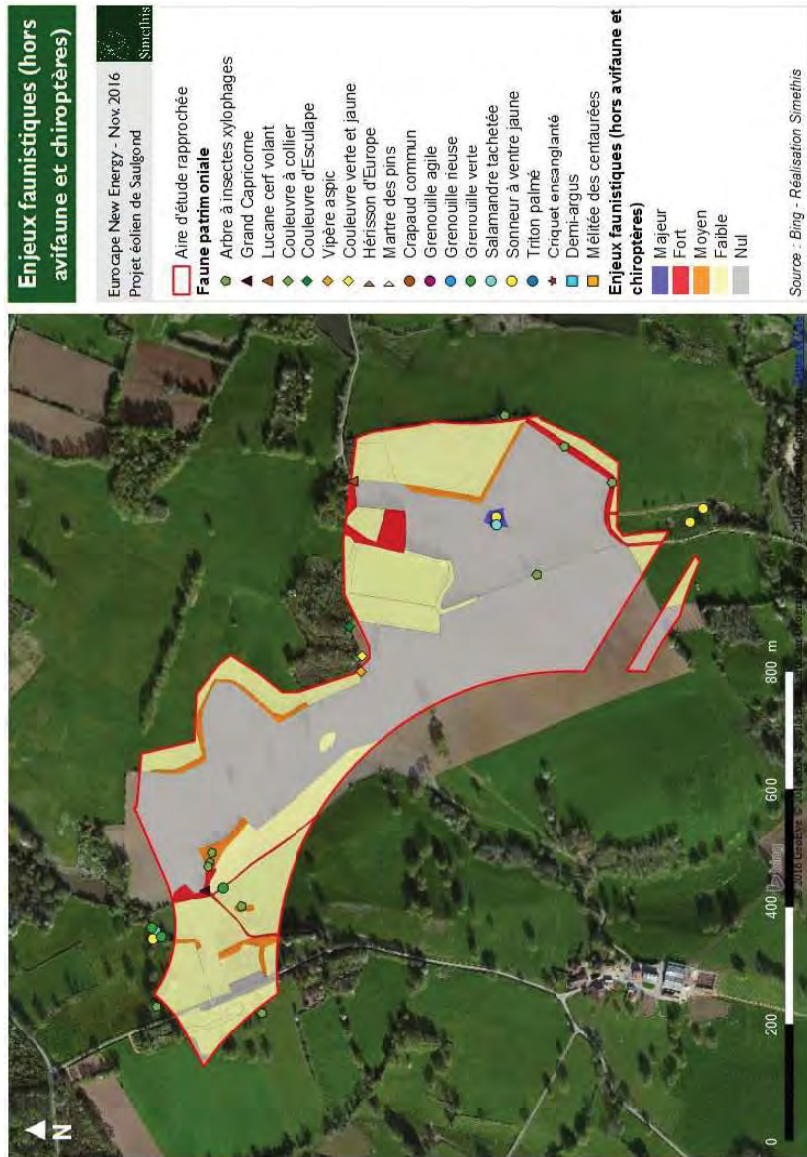 Enjeux faunistiques (hors
avifaune et chiroptères)
Eurocape New Energy - Nov. 2016
Projet éolien de Saulgond
Simethis
Aire d'étude rapprochée
Faune patrimoniale
Arbre à insectes xylophages
Grand Capricorne
Lucane cerf volant
Couleuvre à collier
Couleuvre d'Esculape
Vipère aspic
Couleuvre verte et jaune
Hérisson d'Europe
Martre des pins
Crapaud commun
Grenouille agile
Grenouille rieuse
Grenouille verte
Salamandre tachetée
Sonneur à ventre jaune
Triton palmé
Criquet ensanglanté
Demi-argus
Mélitée des centaurées
Enjeux faunistiques (hors avifaune et
chiroptères)
Majeur
Fort
Moyen
Faible
Nul
Source : Bing - Réalisation Simethis
N
0 200 400 600 800 m
bing